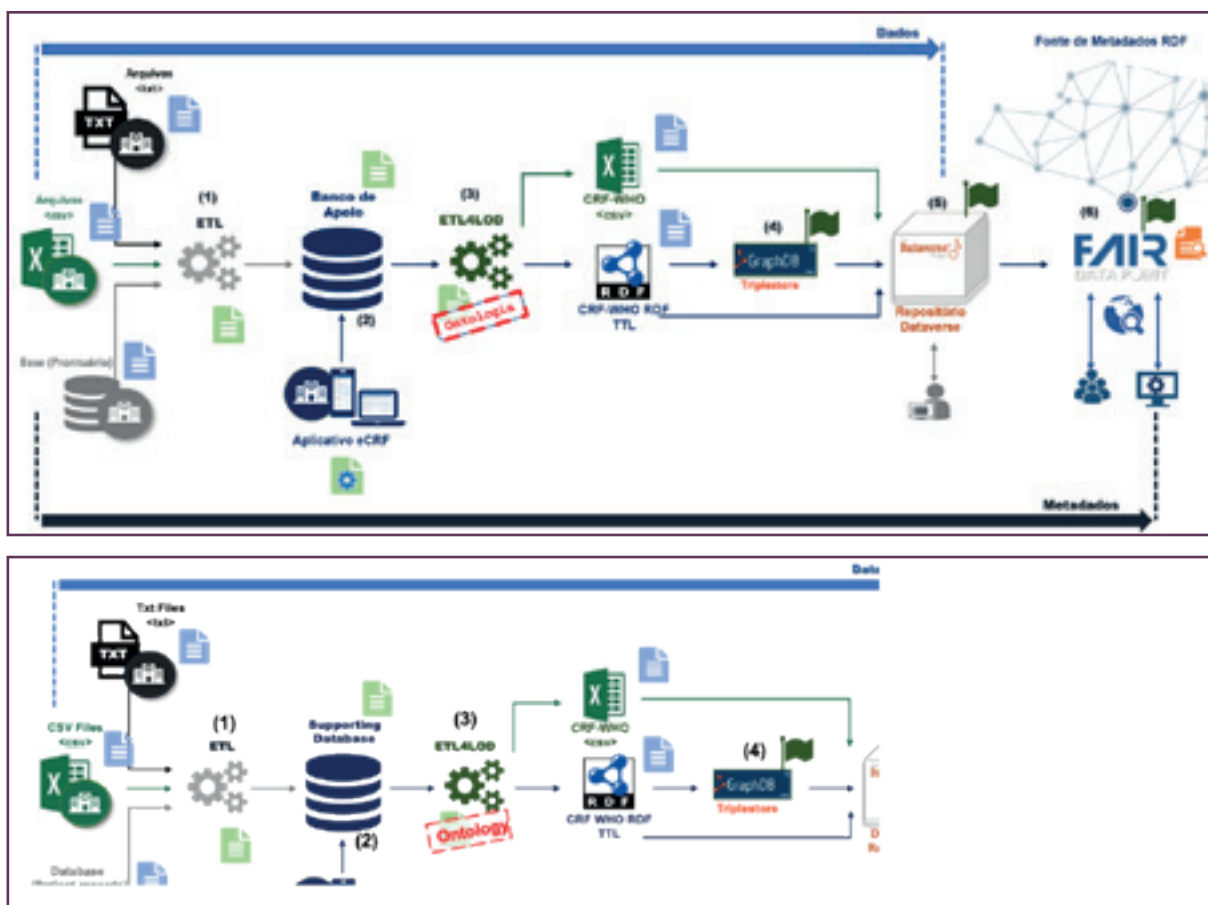 Dados
Fonte de Metadados RDF
Arquivos
<txt>
TXT
Arquivos
<csv>
X
(1)
ETL
Banco de
Apoio
(2)
(3)
ETL4LOD
Ontologia
X
CRF-WHO
<csv>
RDF
CRF-WHO RDF
TTL
(4)
GraphDB
Triplestore
(5)
Repositório
Dataverse
(6)
FAIR
DATA POINT
Base (Prontuário)
Aplicativo eCRF
Metadados
Data
Txt Files
<txt>
TXT
CSV Files
<csv>
X
(1)
ETL
Supporting
Database
(2)
(3)
ETL4LOD
Ontology
X
CRF-WHO
<csv>
RDF
CRF WHO RDF
TTL
(4)
GraphDB
Triplestore
Database